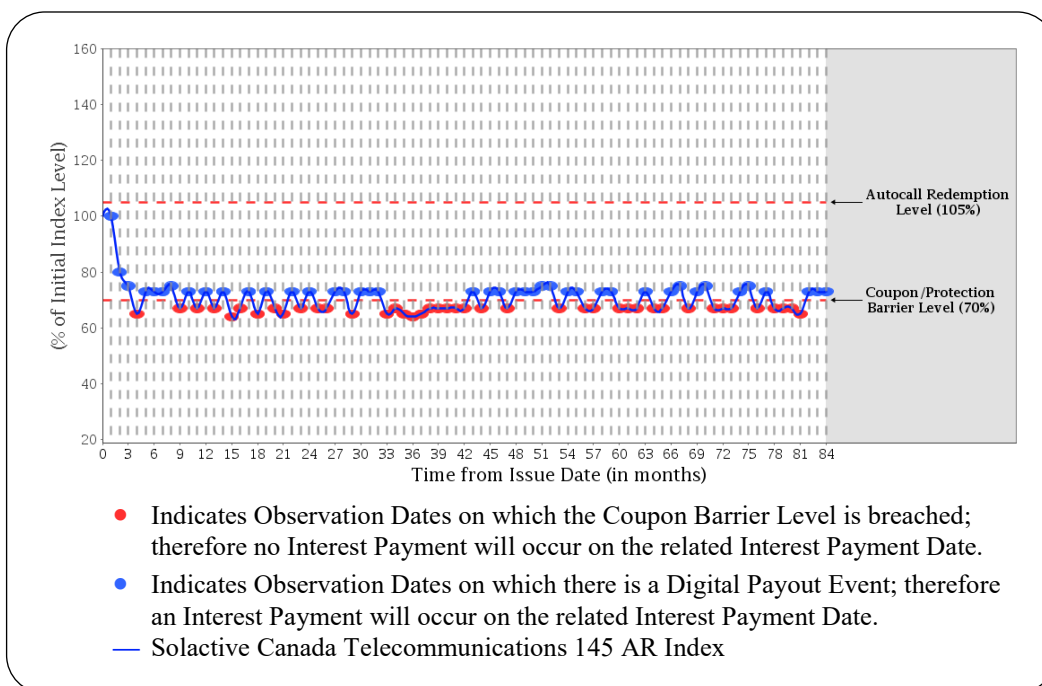 160
140
120
100
80
60
40
20
(% of Initial Index Level)
0 3 6 9 12 15 18 21 24 27 30 33 36 39 42 45 48 51 54 57 60 63 66 69 72 75 78 81 84
Time from Issue Date (in months)
Autocall Redemption
Level (105%)
Coupon/Protection
Barrier Level (70%)
Indicates Observation Dates on which the Coupon Barrier Level is breached;
therefore no Interest Payment will occur on the related Interest Payment Date.
Indicates Observation Dates on which there is a Digital Payout Event; therefore
an Interest Payment will occur on the related Interest Payment Date.
Solactive Canada Telecommunications 145 AR Index